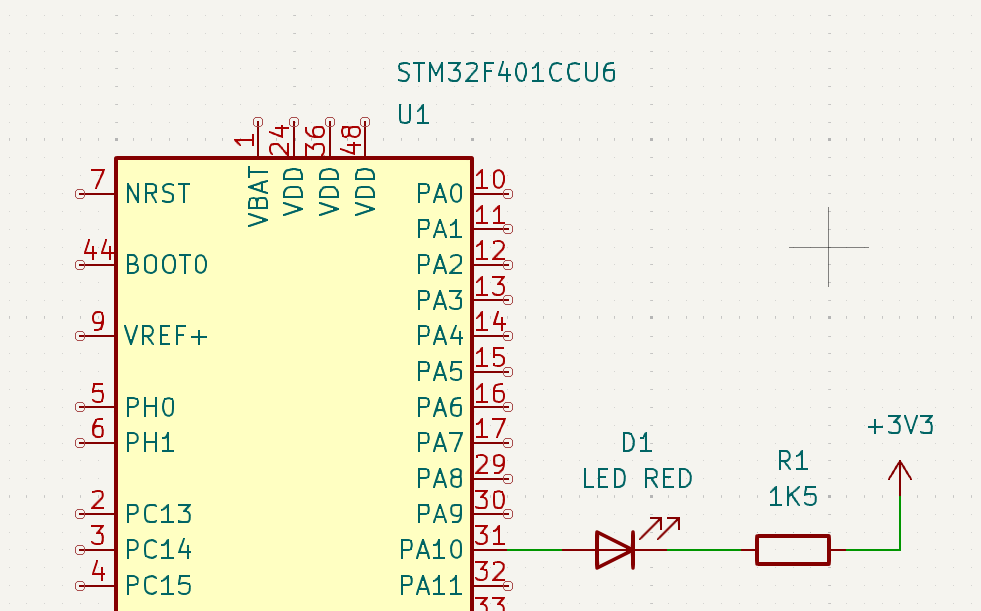 STM32F401CCU6
U1
1 24 36 48
VBAT VDD VDD VDD
7 NRST PA0 10
PA1 11
44 BOOT0 PA2 12
PA3 13
9 VREF+ PA4 14
PA5 15
5 PH0 PA6 16
6 PH1 PA7 17
PA8 29
2 PC13 PA9 30
3 PC14 PA10 31
4 PC15 PA11 32
33
D1
LED RED
R1
1K5
+3V3